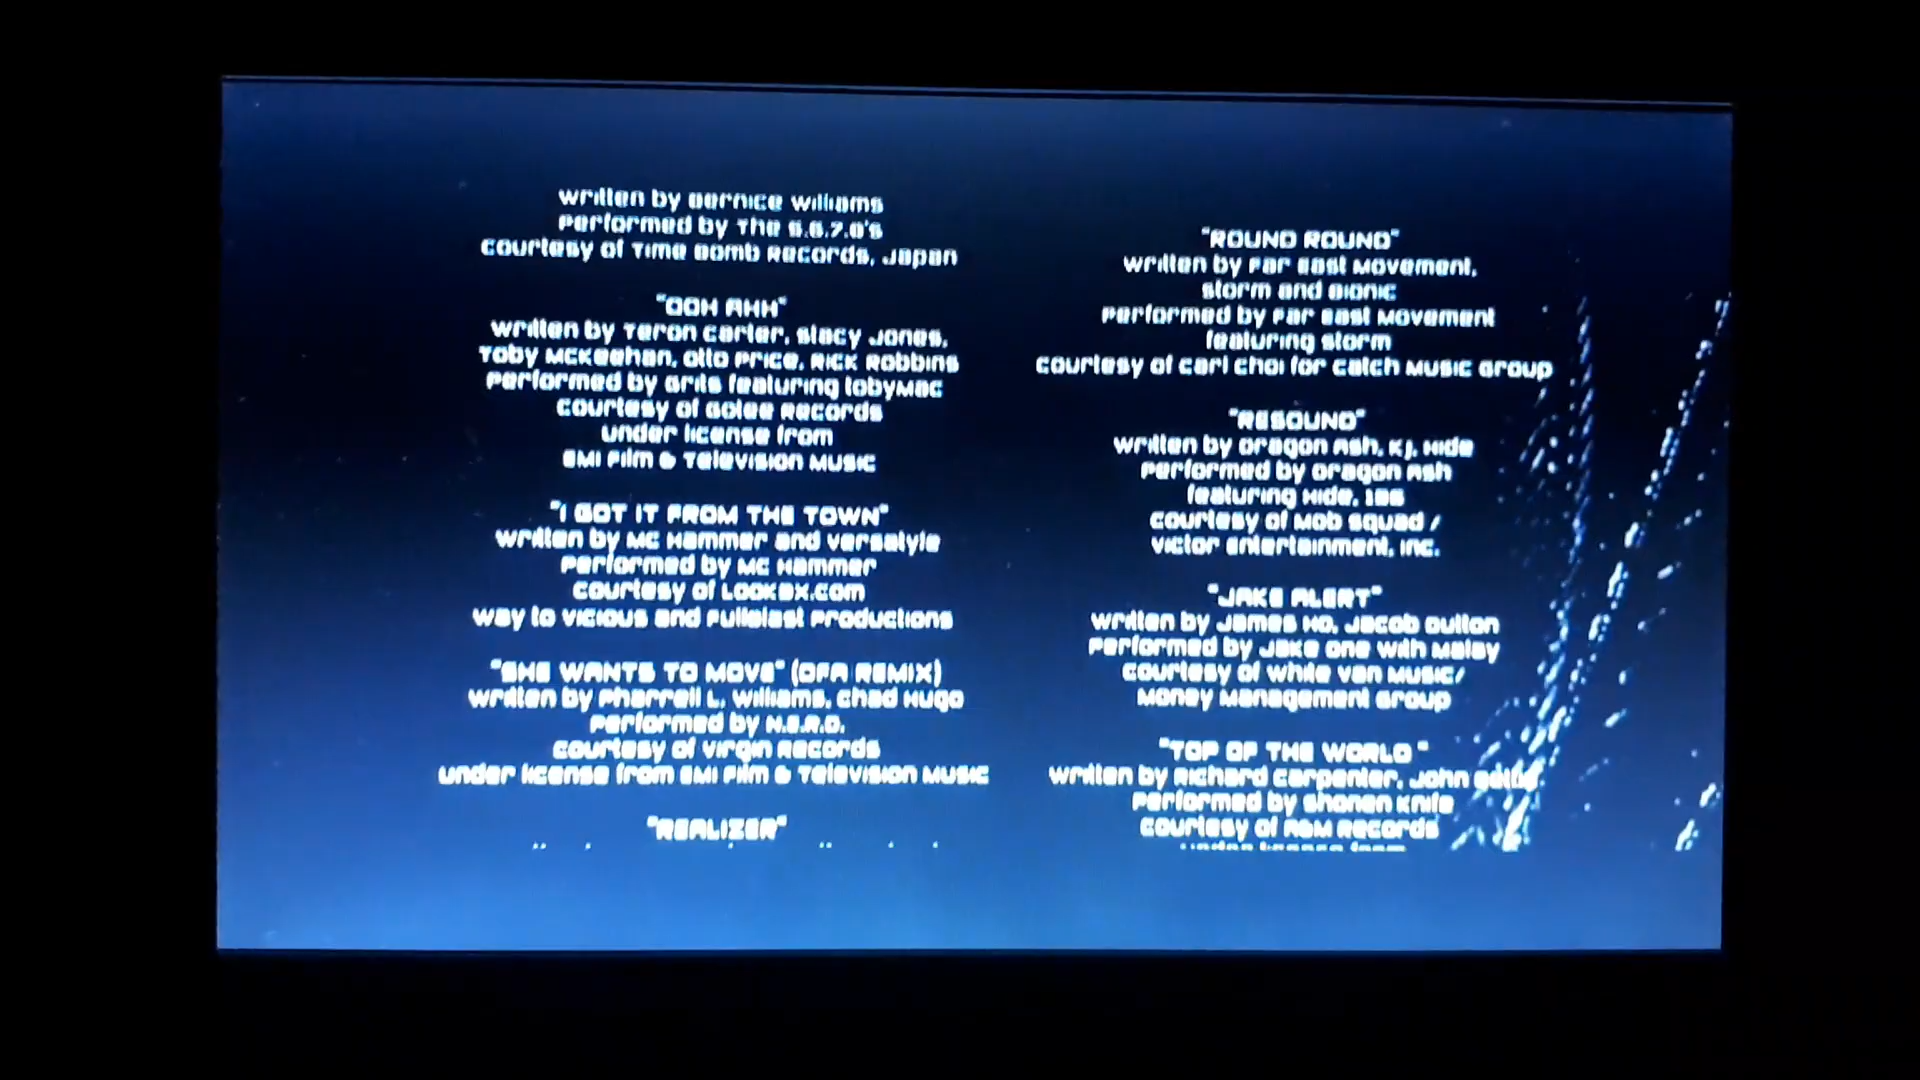 written by Bernice Williams
performed by The 5.6.7.8's
courtesy of Time Bomb Records, Japan
"OOH AHH"
written by Teron Carter, Stacy Jones,
Toby McKeehan, Otto Price, Rick Robbins
performed by Grits featuring tobyMac
courtesy of Gotee Records
under license from
EMI Film & Television Music
"I GOT IT FROM THE TOWN"
written by MC Hammer and Versatyle
performed by MC Hammer
courtesy of Look3x.com
way to Vicious and Fullblast Productions
"SHE WANTS TO MOVE" (DFA REMIX)
written by Pharrell L. Williams, Chad Hugo
performed by N.E.R.D.
courtesy of Virgin Records
under license from EMI Film & Television Music
"REALIZER"
"ROUND ROUND"
written by Far East Movement,
Storm and Bionic
performed by Far East Movement
featuring Storm
courtesy of Carl Choi for Catch Music Group
"RESOUND"
written by Dragon Ash, Kj, Hide
performed by Dragon Ash
featuring Hide, 136
courtesy of Mob Squad /
Victor Entertainment, Inc.
"JAKE ALERT"
written by James Ho, Jacob Dutton
performed by Jake One with Malay
courtesy of White Van Music/
Money Management Group
"TOP OF THE WORLD "
written by Richard Carpenter, John Bettis
performed by Shonen Knife
courtesy of A&M Records
under license from